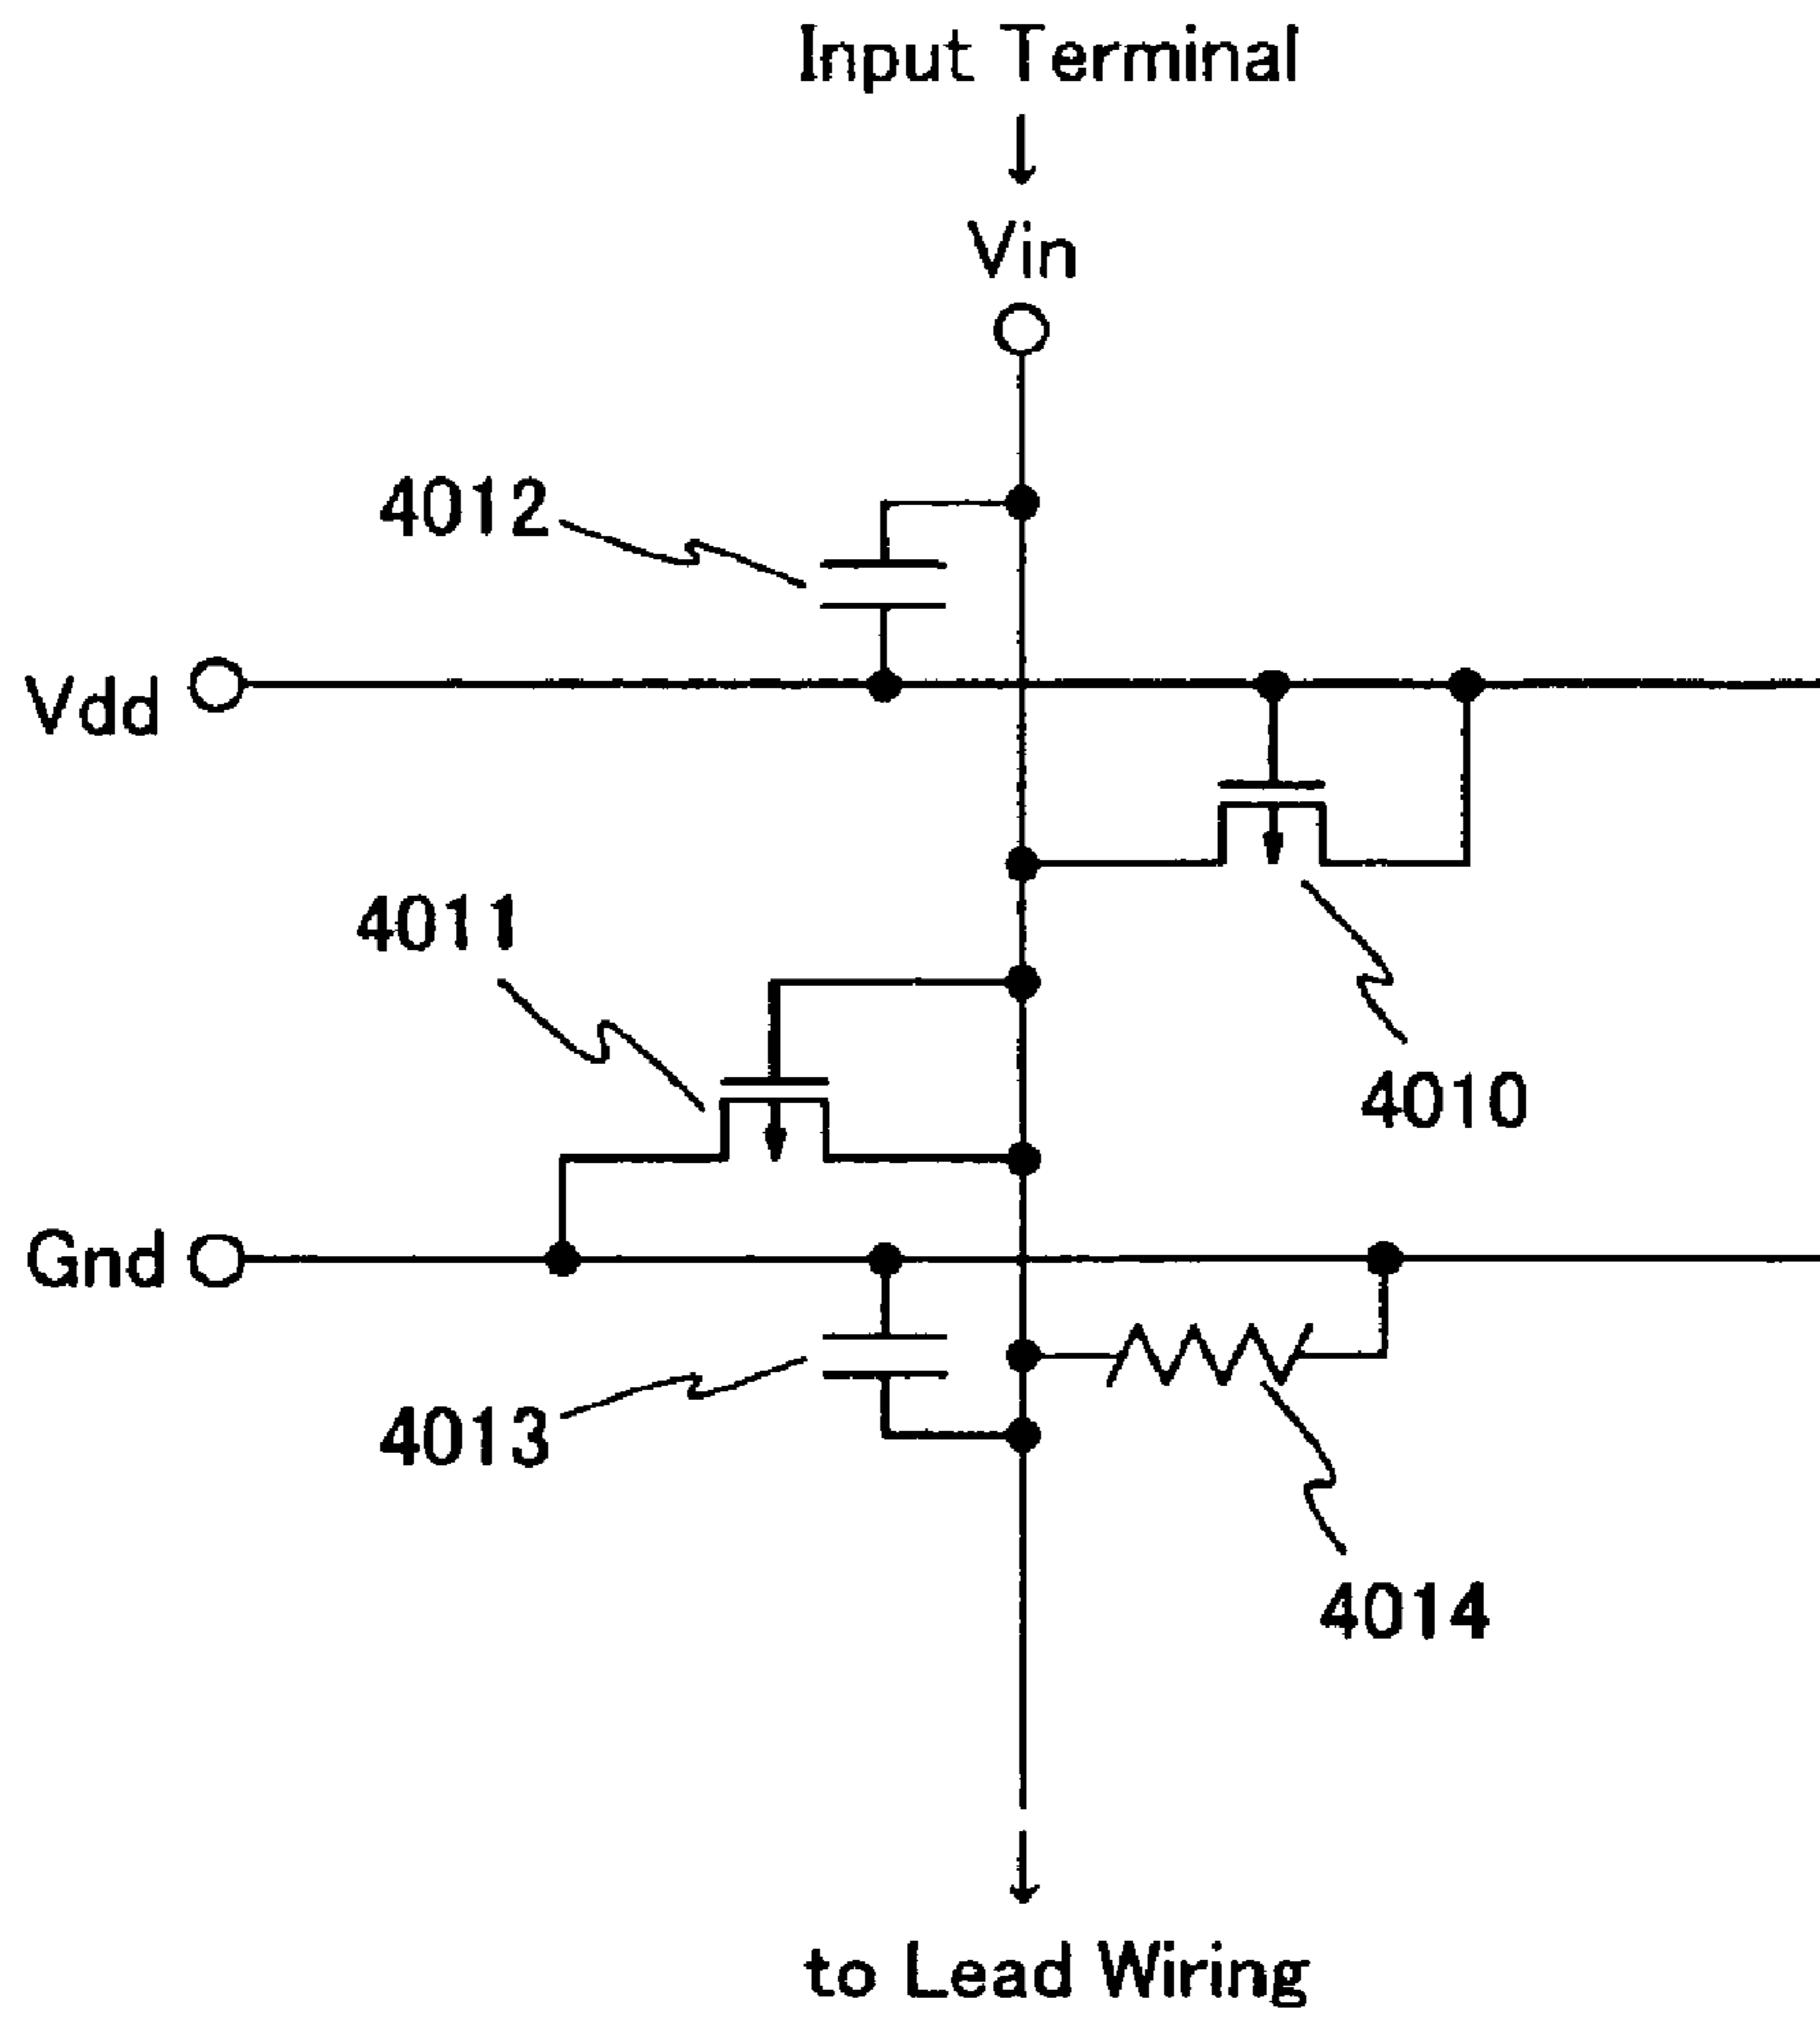 Input Terminal
Vin
4012
Vdd
4011
4010
Gnd
4013
4014
to Lead Wiring